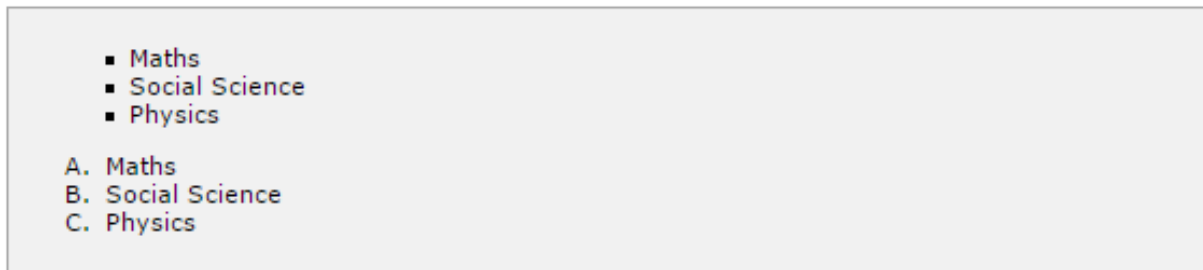 ▪ Maths
▪ Social Science
▪ Physics
A. Maths
B. Social Science
C. Physics